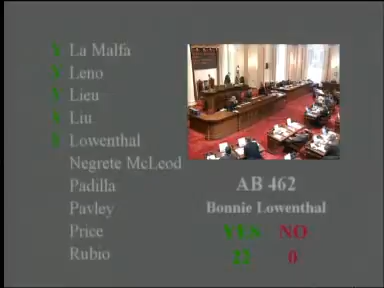 Y La Malfa
Y Leno
Y Lieu
Y Liu
Y Lowenthal
Negrete McLeod
Padilla
Pavley
Price
Rubio
AB 462
Bonnie Lowenthal
YES NO
22 0